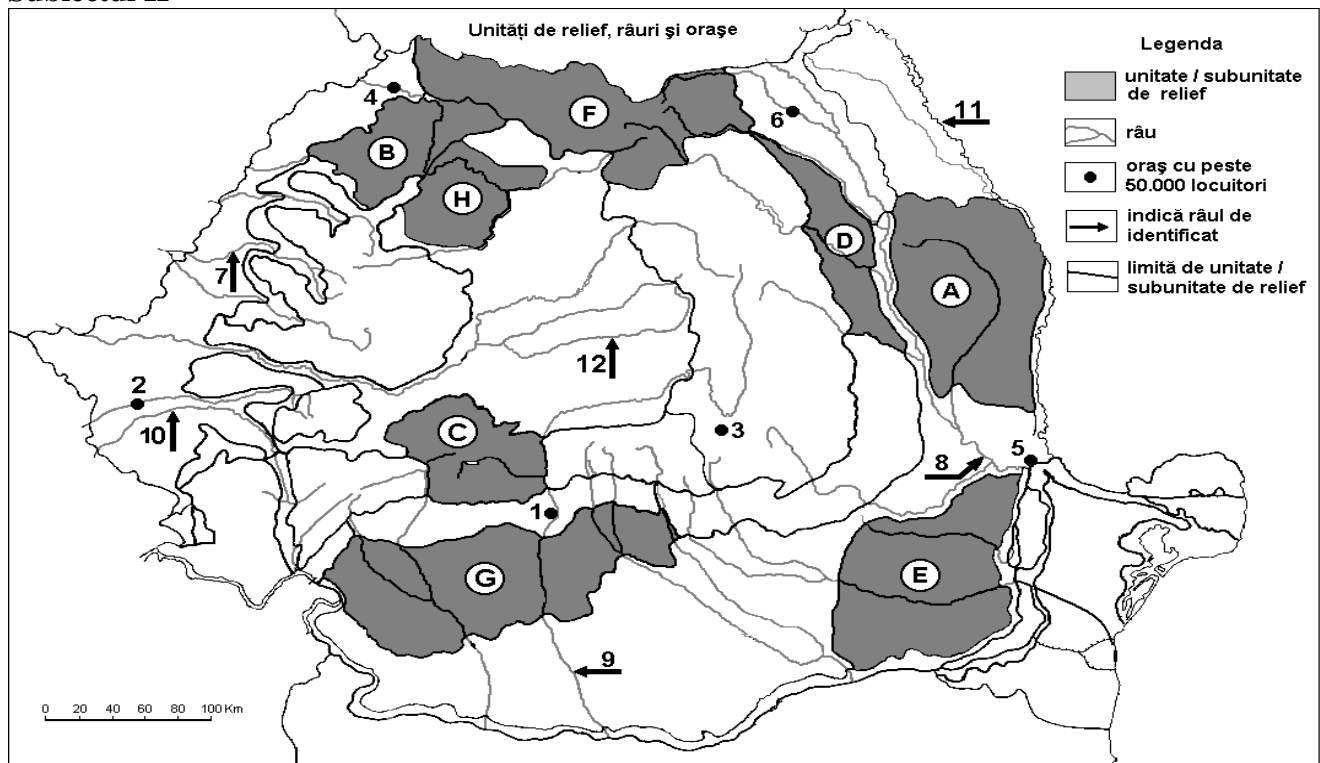 Subiectul II
Unități de relief, râuri și orașe
Legenda
unitate / subunitate
de relief
râu
oraș cu peste
50.000 locuitori
indică râul de
identificat
limită de unitate /
subunitate de relief
4
F
6
11
B
H
D
7
A
12
2
10
C
3
8
5
1
G
E
9
0 20 40 60 80 100 Km